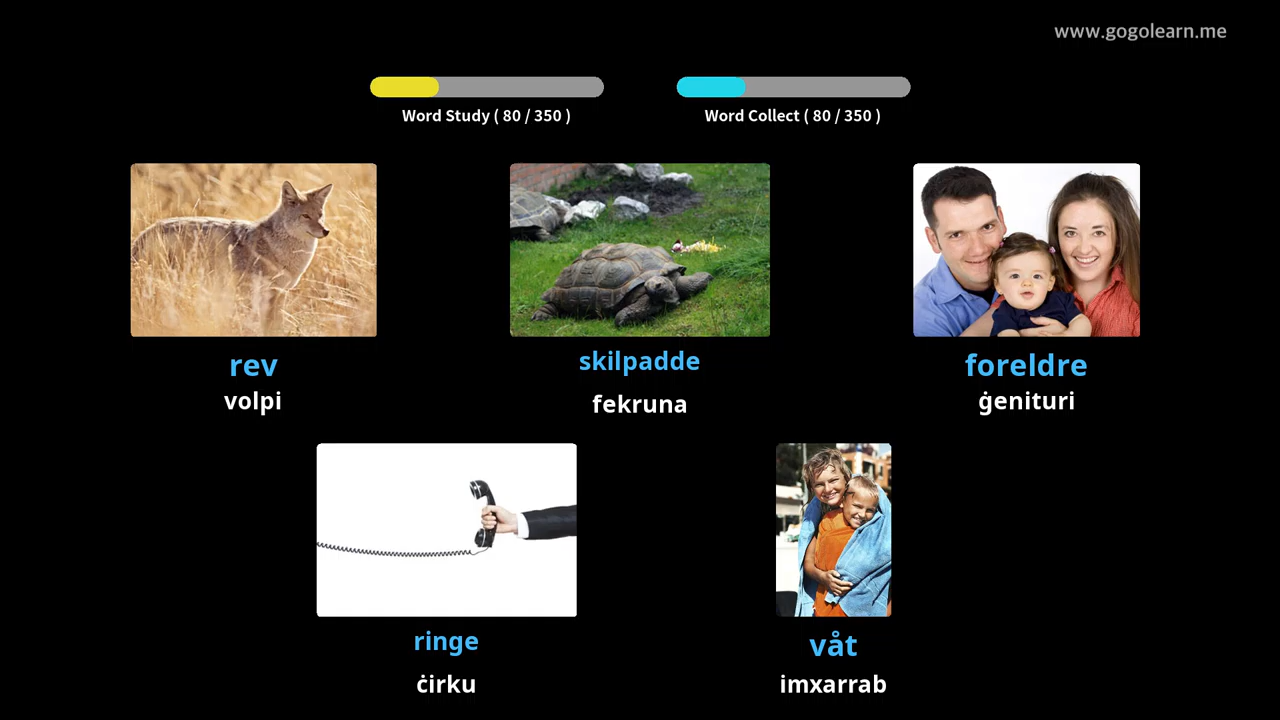 www.gogolearn.me
Word Study ( 80 / 350 )
Word Collect ( 80 / 350 )
rev
volpi
skilpadde
fekruna
foreldre
ġenituri
ringe
ċirku
våt
imxarrab